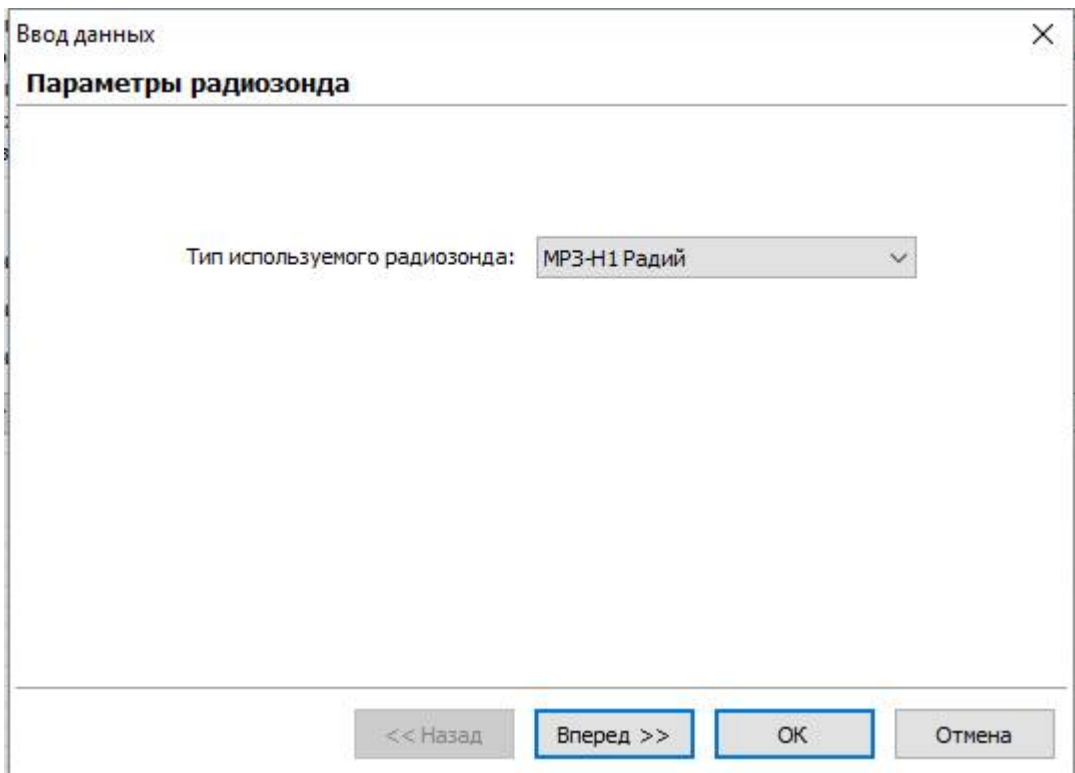 Ввод данных
Параметры радиозонда
Тип используемого радиозонда: МРЗ-Н1 Радий
<< Назад Вперед >> ОК Отмена